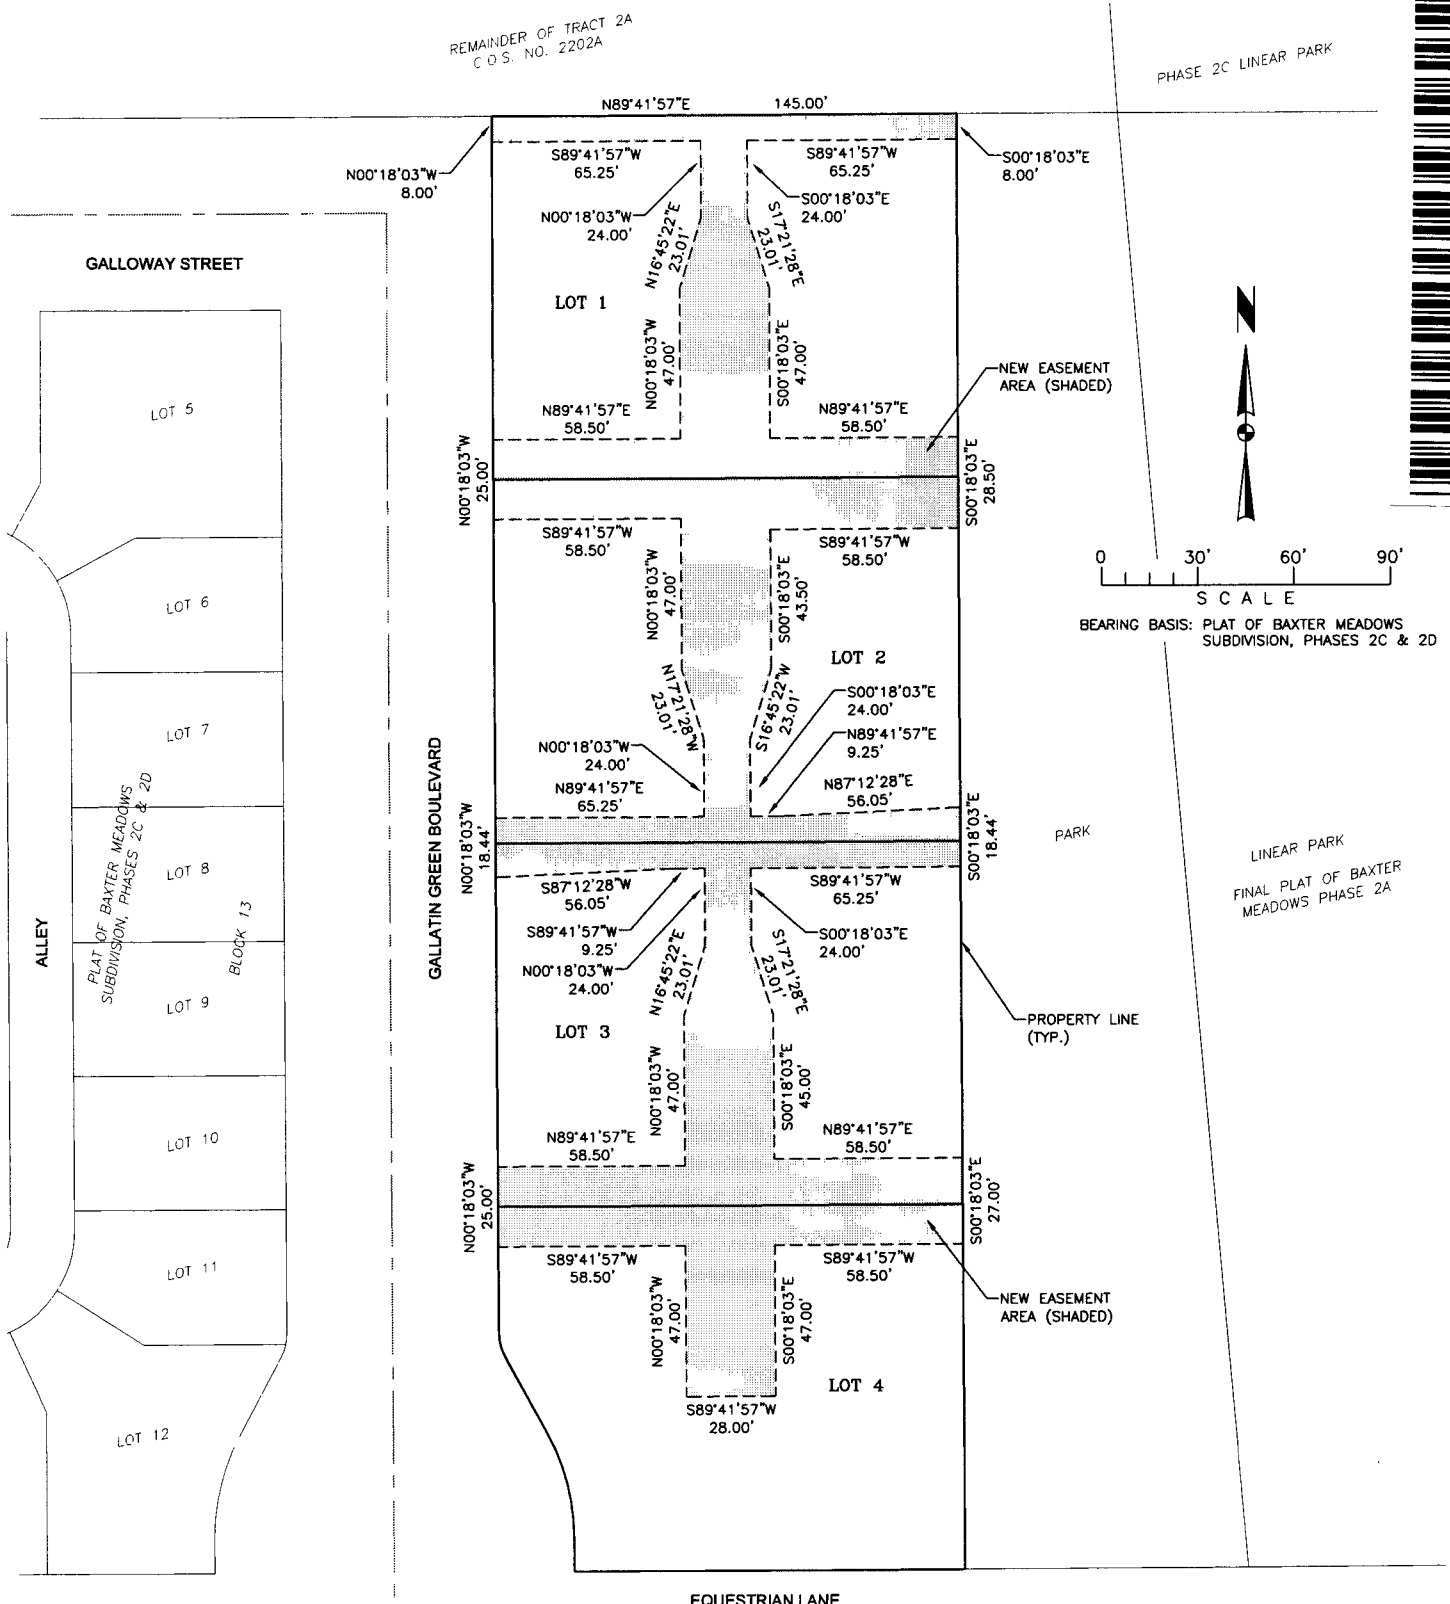 REMAINDER OF TRACT 2A
C.O.S. NO. 2202A
PHASE 2C LINEAR PARK
N89°41'57"E 145.00'
S89°41'57"W
65.25'
S89°41'57"W
65.25'
N00°18'03"W
8.00'
S00°18'03"E
8.00'
N00°18'03"W
24.00'
S00°18'03"E
24.00'
N16°45'22"E
23.01'
S17°21'28"E
23.01'
GALLOWAY STREET
LOT 1
N00°18'03"W
47.00'
S00°18'03"E
47.00'
N
NEW EASEMENT
AREA (SHADED)
N89°41'57"E
58.50'
N89°41'57"E
58.50'
LOT 5
N00°18'03"W
25.00'
S00°18'03"E
28.50'
S89°41'57"W
58.50'
S89°41'57"W
58.50'
0 30' 60' 90'
SCALE
BEARING BASIS: PLAT OF BAXTER MEADOWS
SUBDIVISION, PHASES 2C & 2D
N00°18'03"W
47.00'
S00°18'03"E
43.50'
LOT 6
LOT 2
N17°21'28"W
23.01'
S16°45'22"W
23.01'
S00°18'03"E
24.00'
N89°41'57"E
9.25'
N00°18'03"W
24.00'
N89°41'57"E
65.25'
N87°12'28"E
56.05'
LOT 7
GALLATIN GREEN BOULEVARD
N00°18'03"W
18.44'
S00°18'03"E
18.44'
PARK
LINEAR PARK
FINAL PLAT OF BAXTER
MEADOWS PHASE 2A
LOT 8
PLAT OF BAXTER MEADOWS
SUBDIVISION, PHASES 2C & 2D
BLOCK 13
ALLEY
S87°12'28"W
56.05'
S89°41'57"W
65.25'
S89°41'57"W
9.25'
S00°18'03"E
24.00'
N00°18'03"W
24.00'
N16°45'22"E
23.01'
S17°21'28"E
23.01'
LOT 9
LOT 3
PROPERTY LINE
(TYP.)
N00°18'03"W
47.00'
S00°18'03"E
45.00'
LOT 10
N89°41'57"E
58.50'
N89°41'57"E
58.50'
N00°18'03"W
25.00'
S00°18'03"E
27.00'
S89°41'57"W
58.50'
S89°41'57"W
58.50'
LOT 11
NEW EASEMENT
AREA (SHADED)
N00°18'03"W
47.00'
S00°18'03"E
47.00'
LOT 4
S89°41'57"W
28.00'
LOT 12
EQUESTRIAN LANE